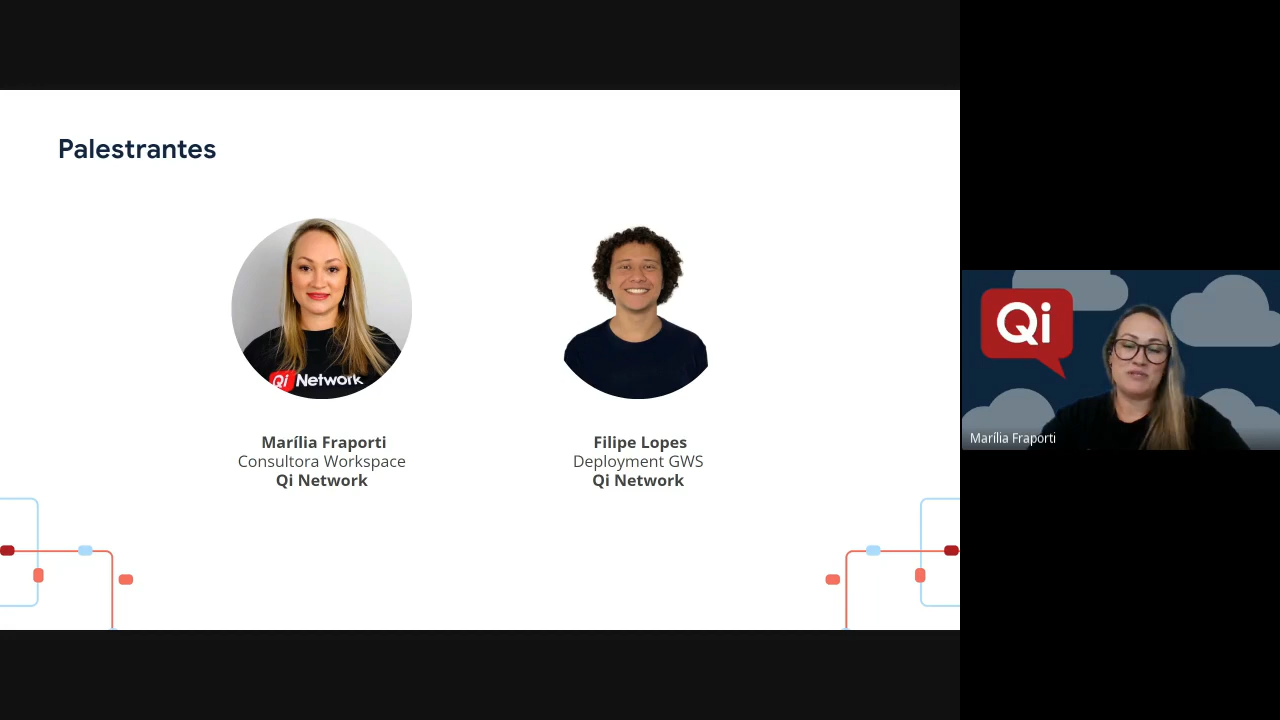 Palestrantes
Qi Network
Marília Fraporti
Consultora Workspace
Qi Network
Filipe Lopes
Deployment GWS
Qi Network
Qi
Marília Fraporti